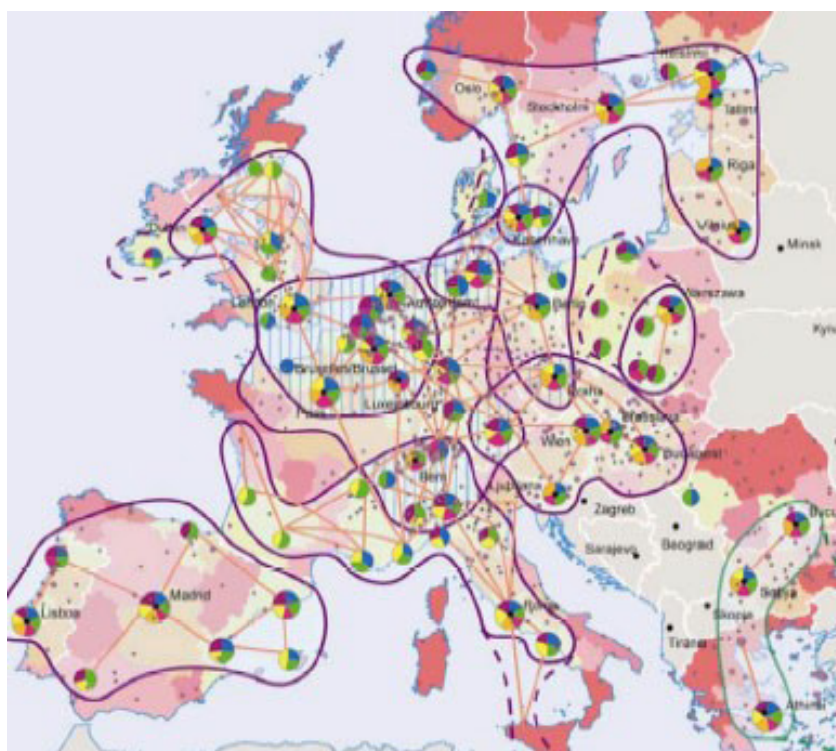 Helsinki
Oslo
Stockholm
Tallinn
Riga
Vilnius
Minsk
Dublin
København
London
Amsterdam
Berlin
Warszawa
Bruxelles/Brussel
Paris
Luxembourg
Praha
Bratislava
Wien
Budapest
Bern
Ljubljana
Zagreb
Beograd
Sarajevo
Madrid
Lisboa
Roma
Sofiya
Skopje
Tirana
Athinai